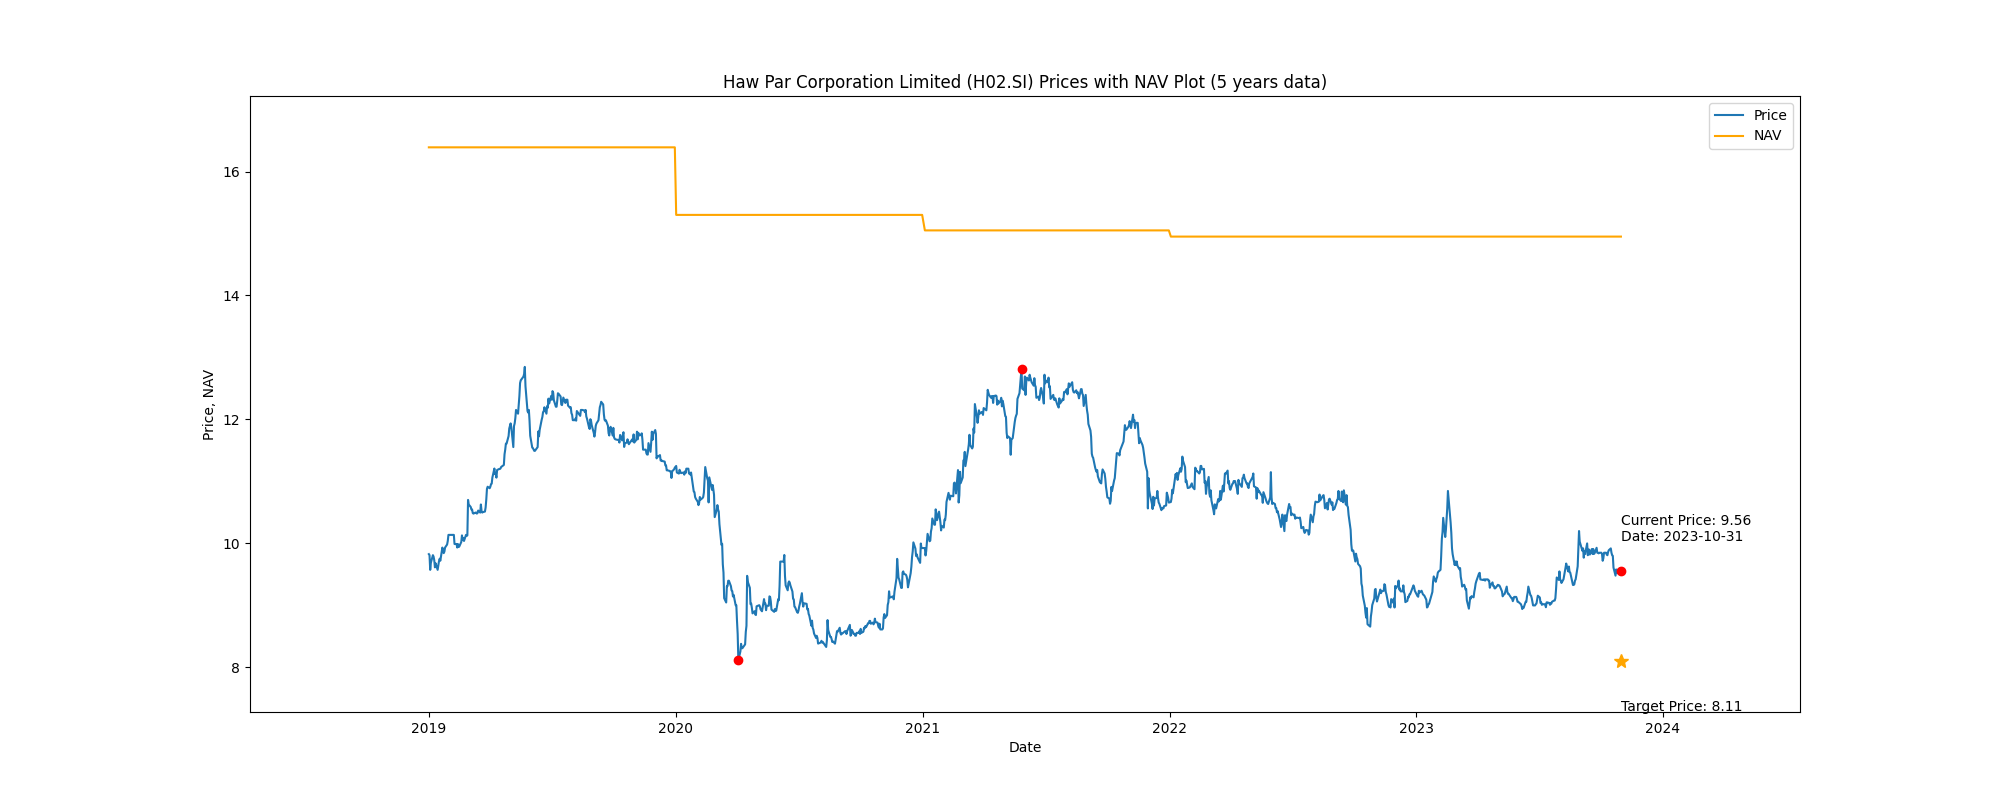 Haw Par Corporation Limited (H02.SI) Prices with NAV Plot (5 years data)
Price
NAV
16
14
12
10
8
Price, NAV
Current Price: 9.56
Date: 2023-10-31
Target Price: 8.11
2019
2020
2021
2022
2023
2024
Date